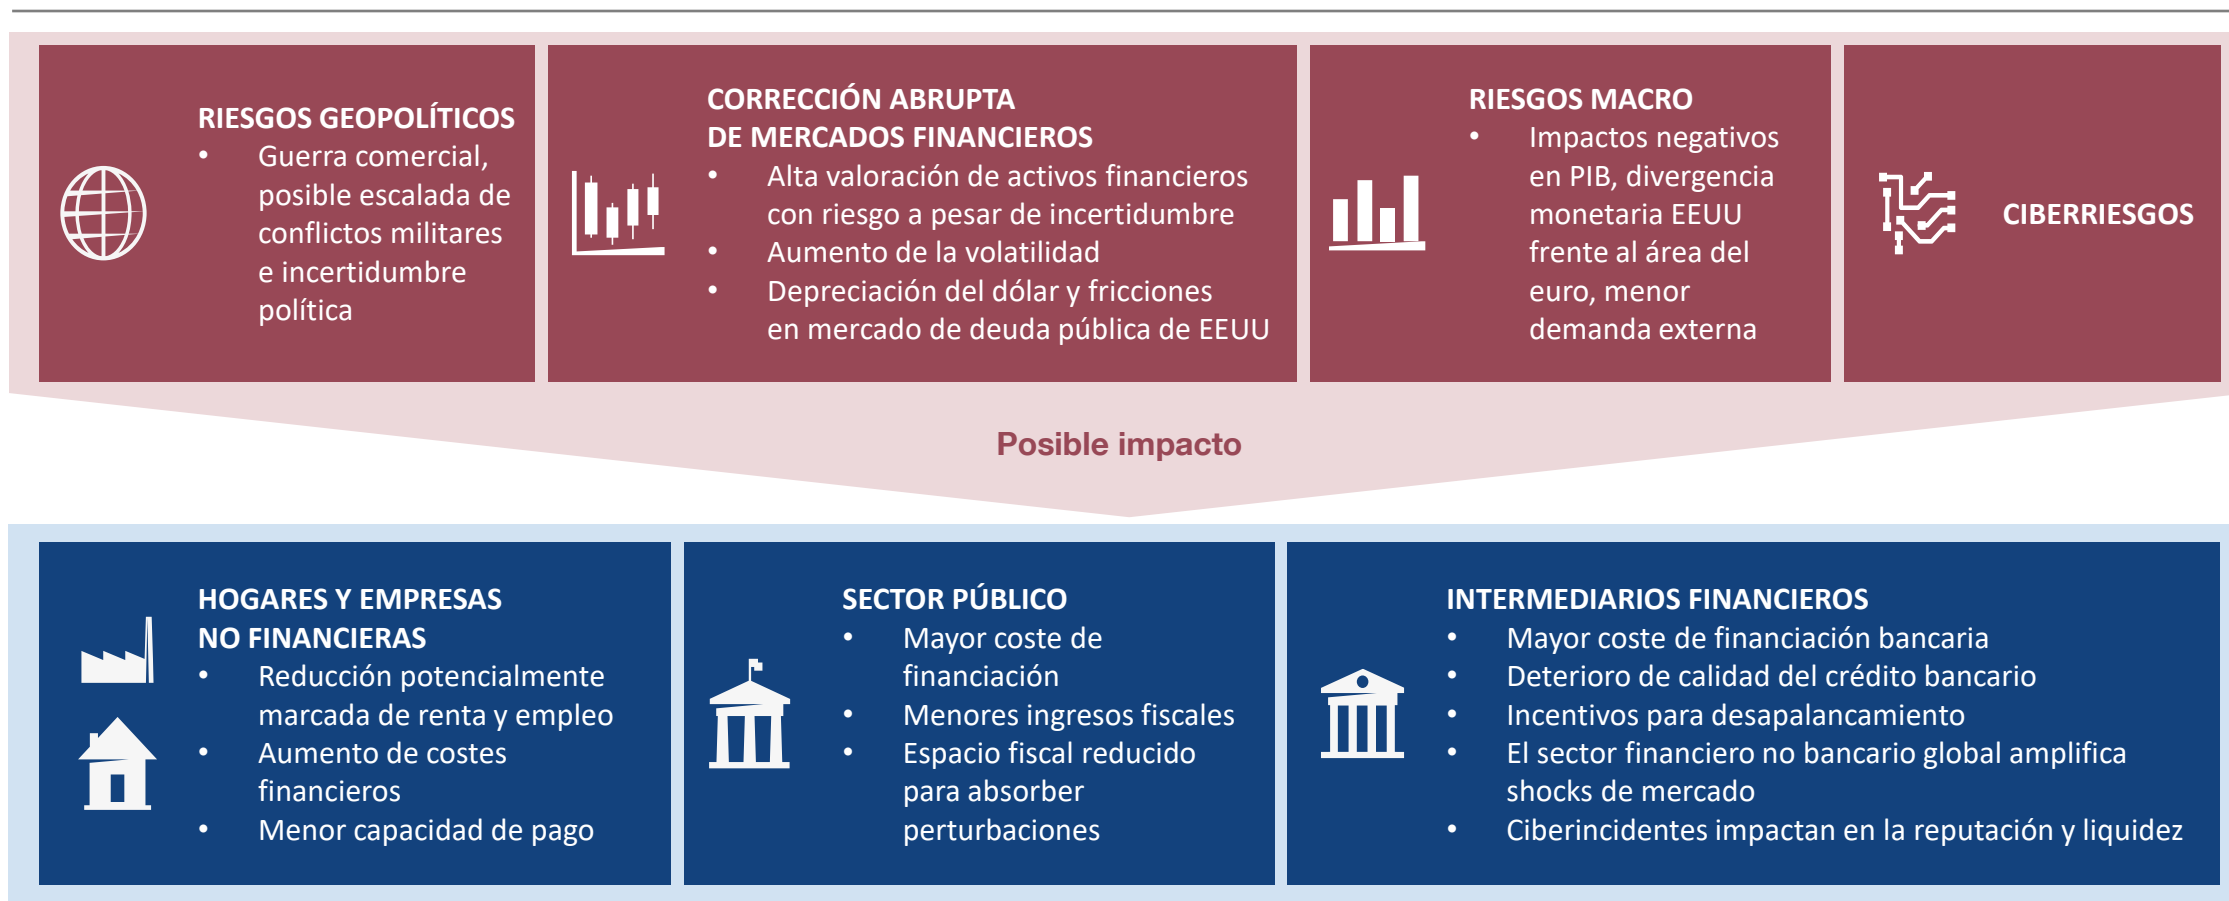 RIESGOS GEOPOLÍTICOS
• Guerra comercial,
posible escalada de
conflictos militares
e incertidumbre
política
CORRECCIÓN ABRUPTA
DE MERCADOS FINANCIEROS
• Alta valoración de activos financieros
con riesgo a pesar de incertidumbre
• Aumento de la volatilidad
• Depreciación del dólar y fricciones
en mercado de deuda pública de EEUU
RIESGOS MACRO
• Impactos negativos
en PIB, divergencia
monetaria EEUU
frente al área del
euro, menor
demanda externa
CIBERRIESGOS
Posible impacto
HOGARES Y EMPRESAS
NO FINANCIERAS
• Reducción potencialmente
marcada de renta y empleo
• Aumento de costes
financieros
• Menor capacidad de pago
SECTOR PÚBLICO
• Mayor coste de
financiación
• Menores ingresos fiscales
• Espacio fiscal reducido
para absorber
perturbaciones
INTERMEDIARIOS FINANCIEROS
• Mayor coste de financiación bancaria
• Deterioro de calidad del crédito bancario
• Incentivos para desapalancamiento
• El sector financiero no bancario global amplifica
shocks de mercado
• Ciberincidentes impactan en la reputación y liquidez